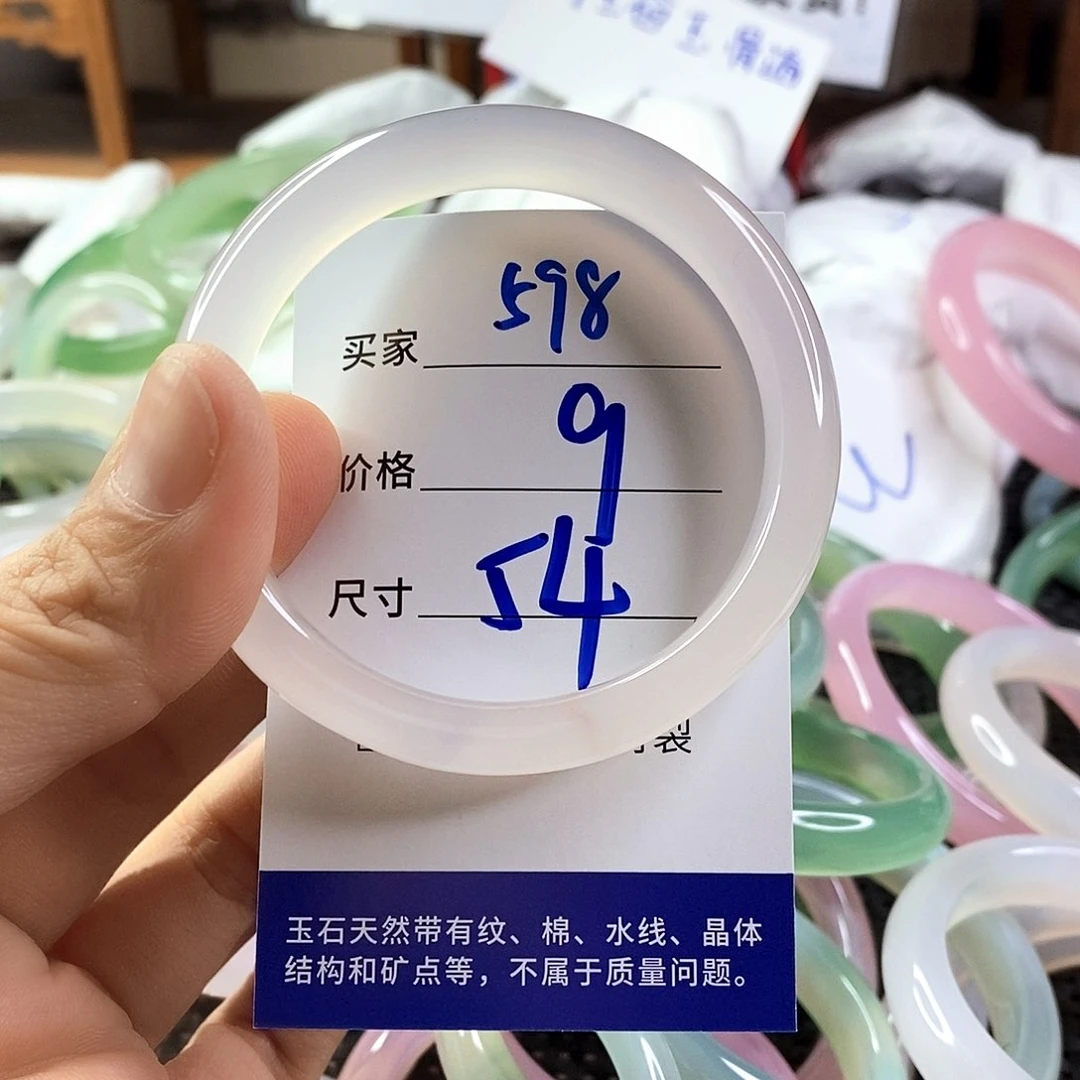 买家 598
价格 9
尺寸 54
裂
玉石天然带有纹、棉、水线、晶体
结构和矿点等，不属于质量问题。